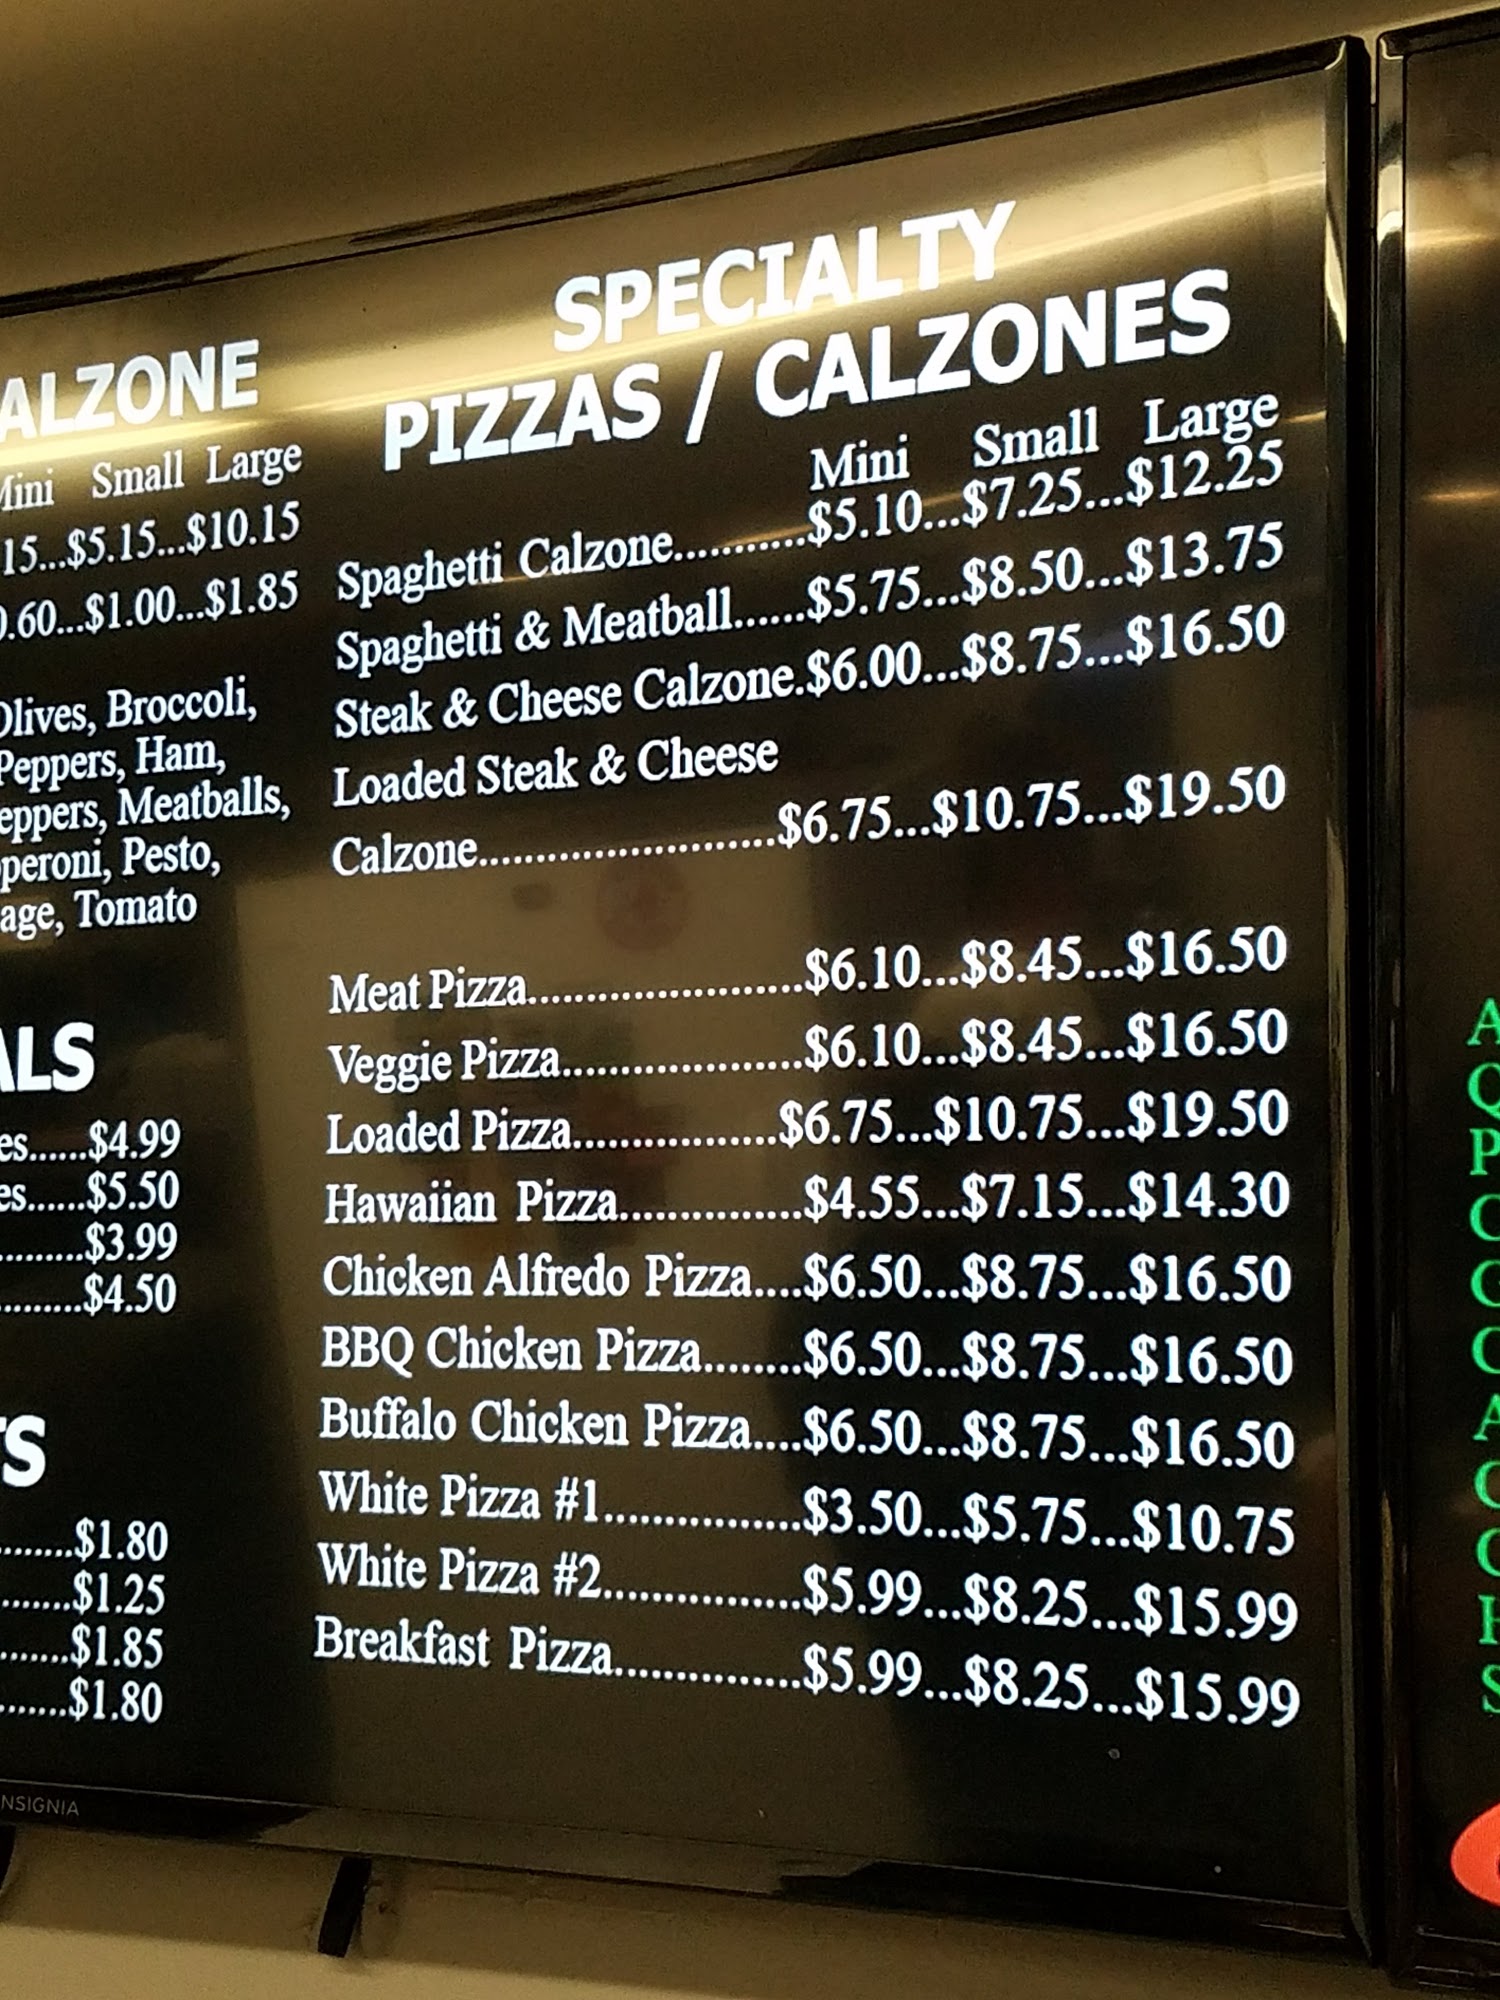 ALZONE
Mini Small Large
15...$5.15...$10.15
0.60...$1.00...$1.85
Olives, Broccoli,
Peppers, Ham,
eppers, Meatballs,
pperoni, Pesto,
age, Tomato
ALS
es......$4.99
es......$5.50
.........$3.99
.........$4.50
TS
........$1.80
.......$1.25
.......$1.85
.......$1.80
NSIGNIA
SPECIALTY
PIZZAS / CALZONES
Mini Small Large
Spaghetti Calzone............$5.10...$7.25...$12.25
Spaghetti & Meatball......$5.75...$8.50...$13.75
Steak & Cheese Calzone.$6.00...$8.75...$16.50
Loaded Steak & Cheese
Calzone..........................$6.75...$10.75...$19.50
Meat Pizza........................$6.10...$8.45...$16.50
Veggie Pizza.....................$6.10...$8.45...$16.50
Loaded Pizza..................$6.75...$10.75...$19.50
Hawaiian Pizza................$4.55...$7.15...$14.30
Chicken Alfredo Pizza....$6.50...$8.75...$16.50
BBQ Chicken Pizza........$6.50...$8.75...$16.50
Buffalo Chicken Pizza....$6.50...$8.75...$16.50
White Pizza #1.................$3.50...$5.75...$10.75
White Pizza #2.................$5.99...$8.25...$15.99
Breakfast Pizza................$5.99...$8.25...$15.99
A
Q
P
C
C
C
A
C
C
H
S